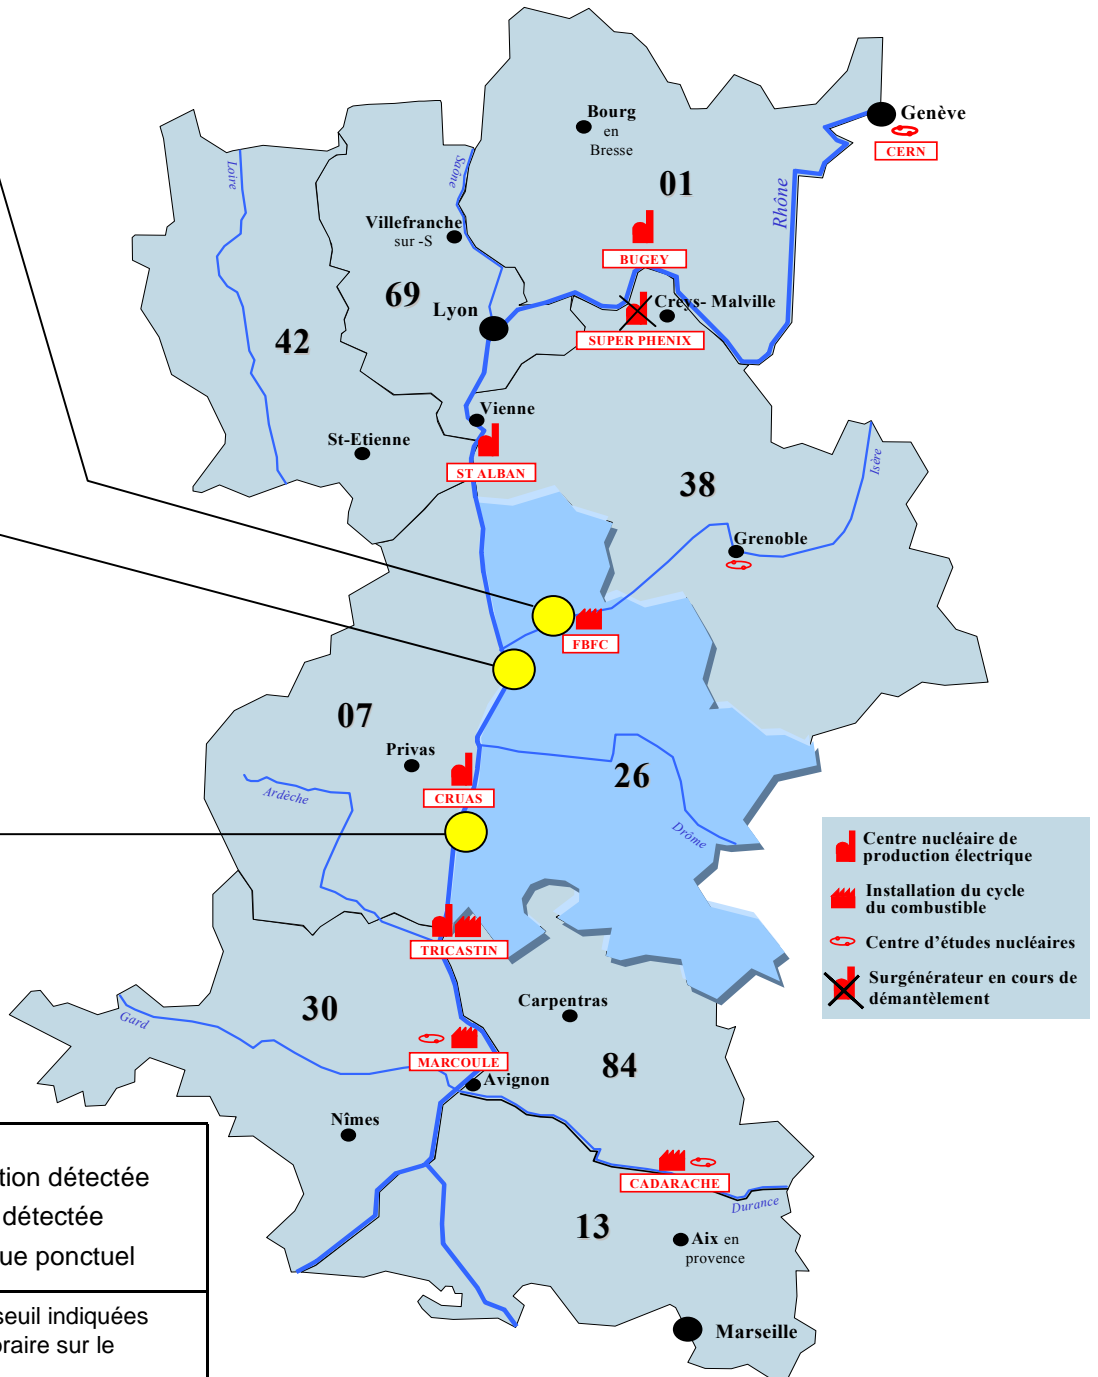 Genève
CERN
Bourg
en
Bresse
01
Loire
Saône
Rhône
Villefranche
sur -S
BUGEY
69
Lyon
Creys- Malville
SUPER PHENIX
42
Vienne
St-Etienne
ST ALBAN
38
Isère
Grenoble
FBFC
07
Privas
26
CRUAS
Ardèche
Drôme
Centre nucléaire de
production électrique
Installation du cycle
du combustible
Centre d'études nucléaires
Surgénérateur en cours de
démantèlement
TRICASTIN
30
Carpentras
Gard
MARCOULE
84
Avignon
Nîmes
CADARACHE
Durance
13
Aix en
provence
Marseille
tion détectée
détectée
ue ponctuel
seuil indiquées
oraire sur le